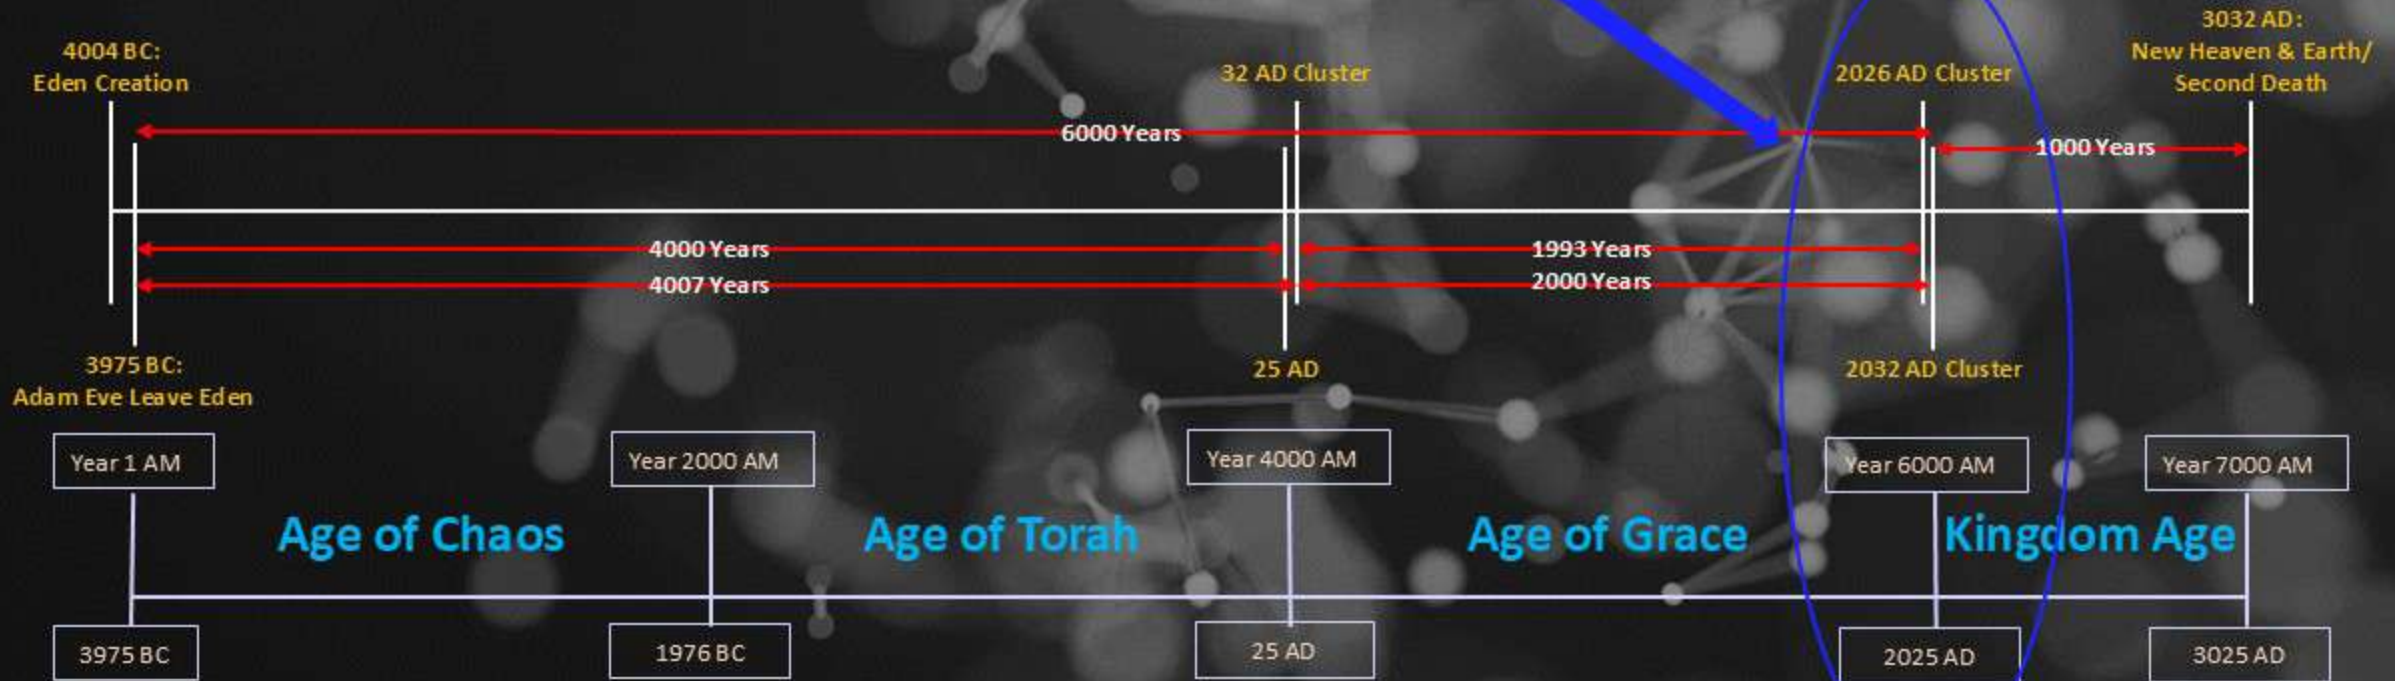 4004 BC:
Eden Creation
32 AD Cluster
2026 AD Cluster
3032 AD:
New Heaven & Earth/
Second Death
6000 Years
1000 Years
4000 Years
1993 Years
4007 Years
2000 Years
3975 BC:
Adam Eve Leave Eden
25 AD
2032 AD Cluster
Year 1 AM
Year 2000 AM
Year 4000 AM
Year 6000 AM
Year 7000 AM
Age of Chaos
Age of Torah
Age of Grace
Kingdom Age
3975 BC
1976 BC
25 AD
2025 AD
3025 AD